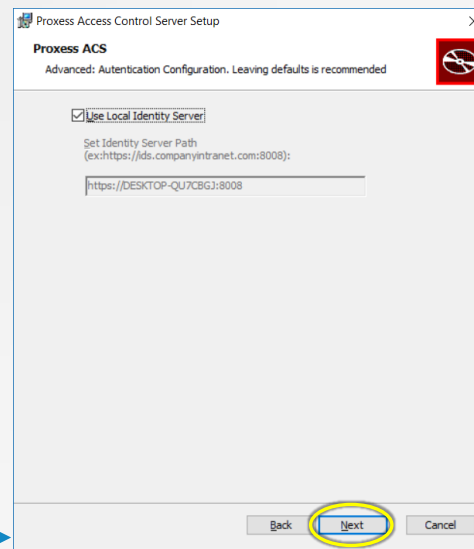 Proxess Access Control Server Setup
Proxess ACS
Advanced: Autentication Configuration. Leaving defaults is recommended
Use Local Identity Server
Set Identity Server Path
(ex:https://ids.companyintranet.com:8008):
https://DESKTOP-QU7CBGJ:8008
Back Next Cancel